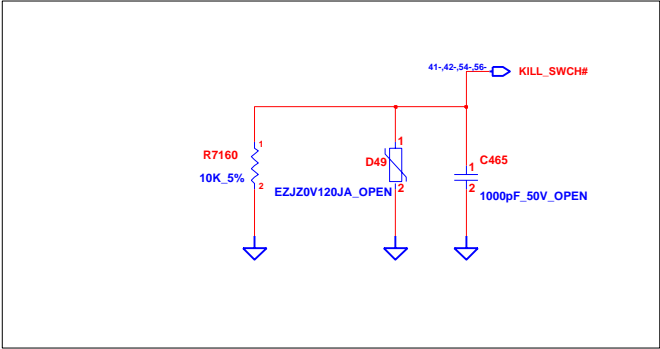 41-,42-,54-,56-
KILL_SWCH#
1
R7160
10K_5%
2
1
D49
2
EZJZ0V120JA_OPEN
C465
1
2
1000pF_50V_OPEN